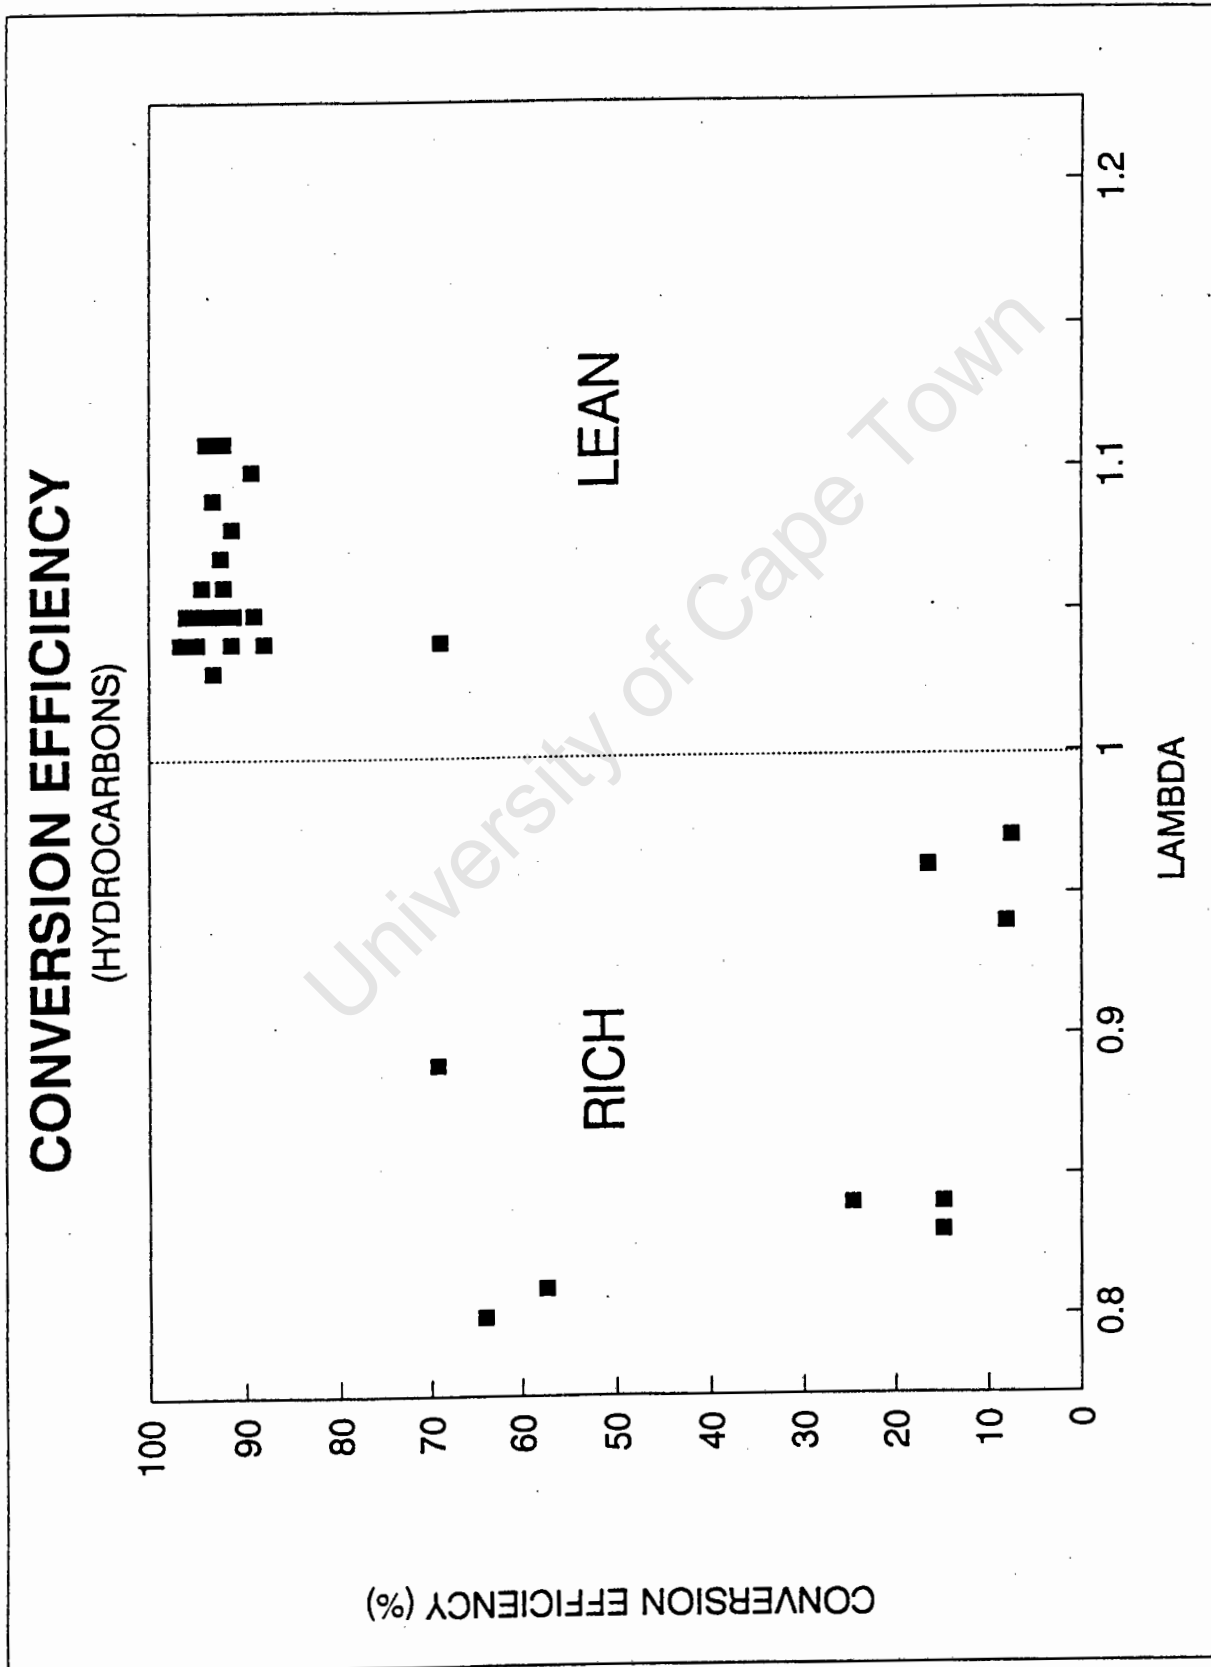 CONVERSION EFFICIENCY
(HYDROCARBONS)
CONVERSION EFFICIENCY (%)
100
90
80
70
60
50
40
30
20
10
0
RICH
LEAN
0.8
0.9
1
1.1
1.2
LAMBDA
University of Cape Town